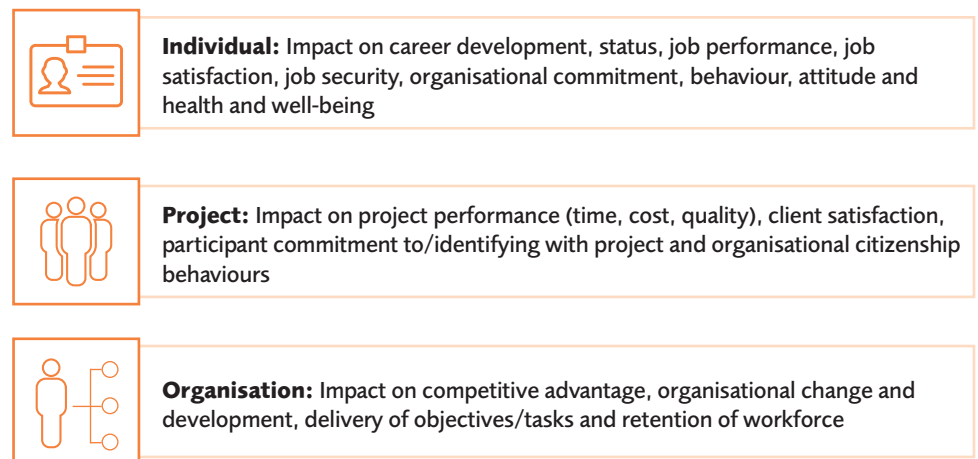 Individual: Impact on career development, status, job performance, job
satisfaction, job security, organisational commitment, behaviour, attitude and
health and well-being
Project: Impact on project performance (time, cost, quality), client satisfaction,
participant commitment to/identifying with project and organisational citizenship
behaviours
Organisation: Impact on competitive advantage, organisational change and
development, delivery of objectives/tasks and retention of workforce